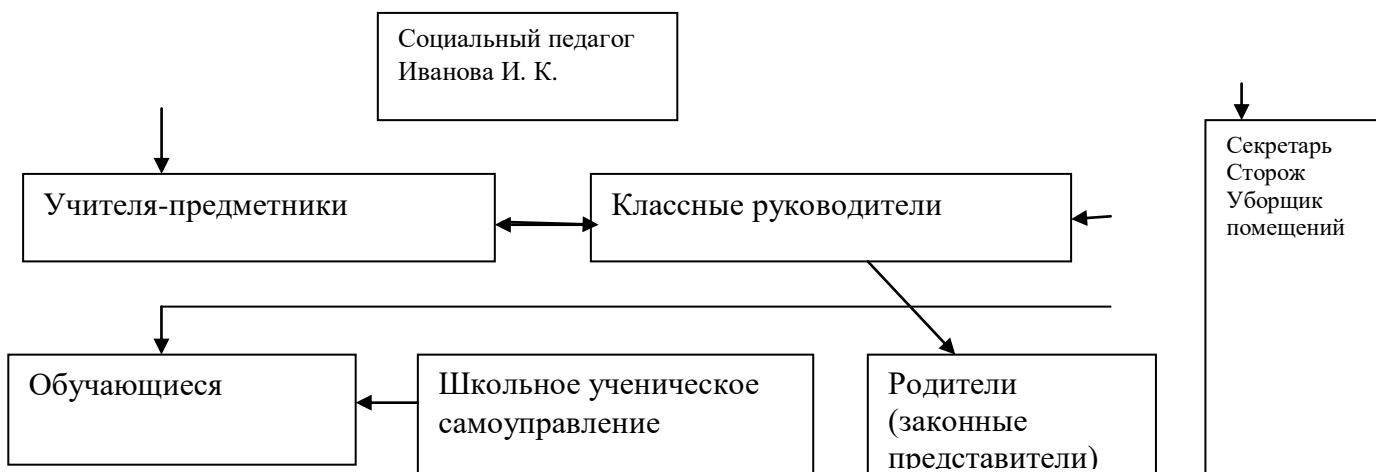 Социальный педагог
Иванова И. К.
Секретарь
Сторож
Уборщик
помещений
Учителя-предметники
Классные руководители
Обучающиеся
Школьное ученическое
самоуправление
Родители
(законные
представители)